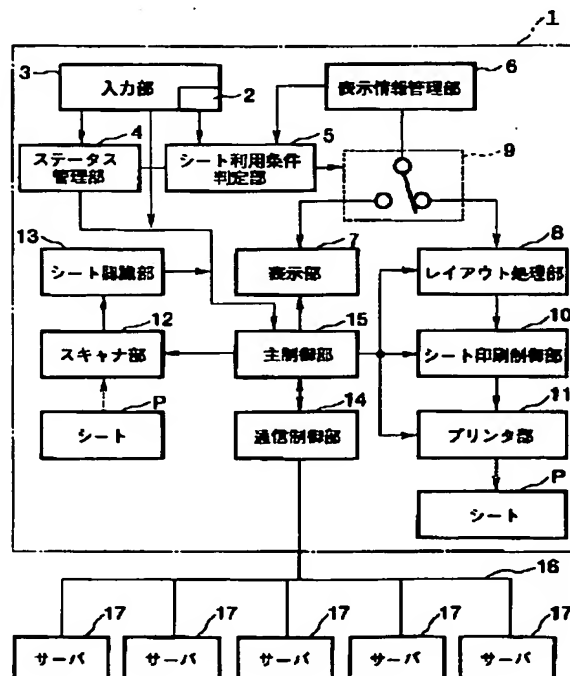 1
3
入力部
2
表示情報管理部
6
4
ステータス
管理部
5
シート利用条件
判定部
9
13
シート認識部
7
表示部
8
レイアウト処理部
12
スキャナ部
15
主制御部
10
シート印刷制御部
P
シート
14
通信制御部
11
プリンタ部
P
シート
16
17
17
17
17
17
サーバ
サーバ
サーバ
サーバ
サーバ